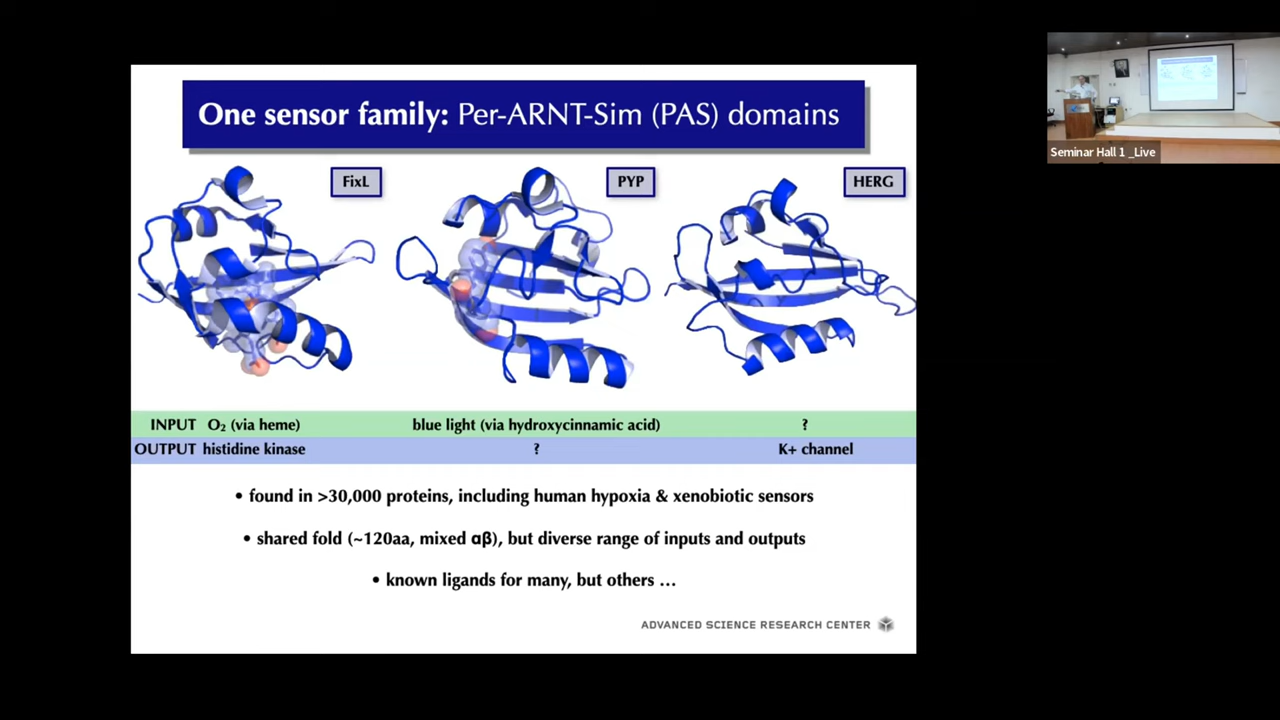 One sensor family: Per-ARNT-Sim (PAS) domains
FixL
PYP
HERG
INPUT O₂ (via heme) blue light (via hydroxycinnamic acid) ?
OUTPUT histidine kinase ? K+ channel
• found in >30,000 proteins, including human hypoxia & xenobiotic sensors
• shared fold (~120aa, mixed αβ), but diverse range of inputs and outputs
• known ligands for many, but others ...
ADVANCED SCIENCE RESEARCH CENTER
Seminar Hall 1 _Live